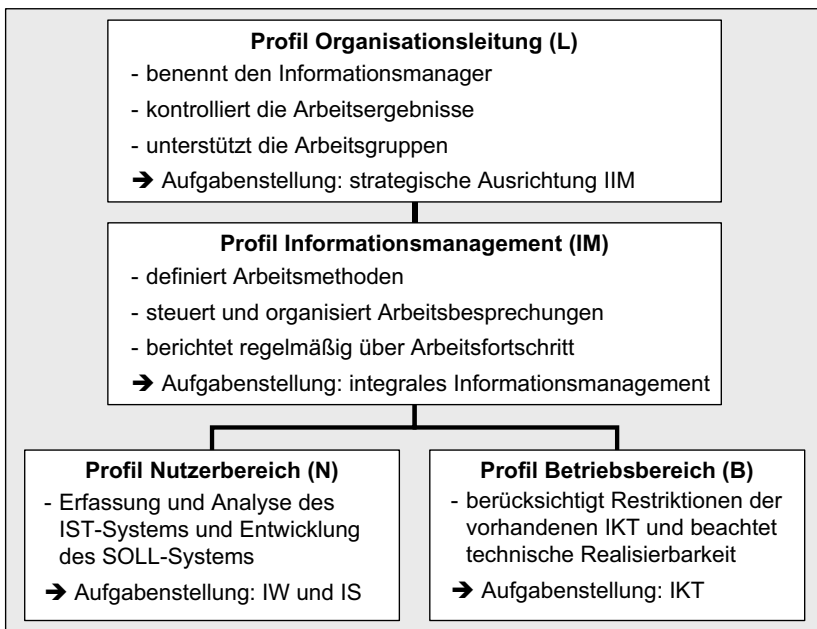 Profil Organisationsleitung (L)
- benennt den Informationsmanager
- kontrolliert die Arbeitsergebnisse
- unterstützt die Arbeitsgruppen
➔ Aufgabenstellung: strategische Ausrichtung IIM
Profil Informationsmanagement (IM)
- definiert Arbeitsmethoden
- steuert und organisiert Arbeitsbesprechungen
- berichtet regelmäßig über Arbeitsfortschritt
➔ Aufgabenstellung: integrales Informationsmanagement
Profil Nutzerbereich (N)
- Erfassung und Analyse des
IST-Systems und Entwicklung
des SOLL-Systems
➔ Aufgabenstellung: IW und IS
Profil Betriebsbereich (B)
- berücksichtigt Restriktionen der
vorhandenen IKT und beachtet
technische Realisierbarkeit
➔ Aufgabenstellung: IKT